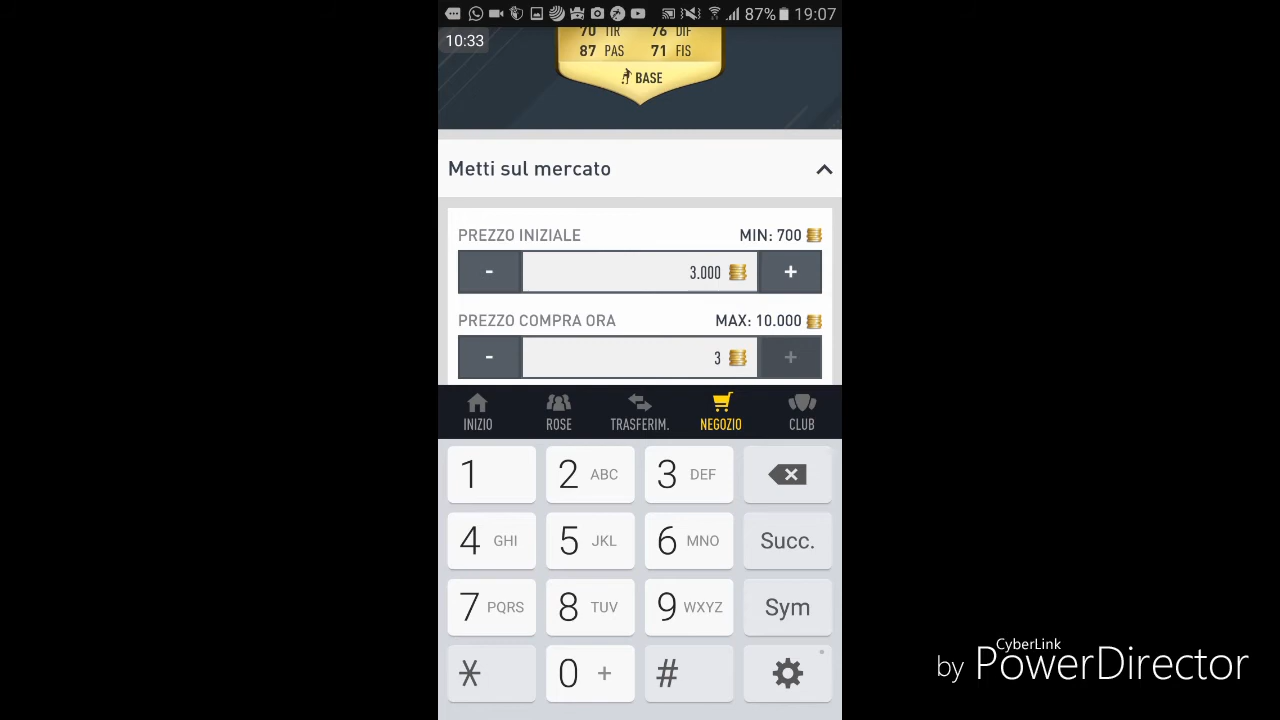 87% 19:07
10:33
70 TIR 76 DIF
87 PAS 71 FIS
BASE
Metti sul mercato
PREZZO INIZIALE MIN: 700
- 3.000 +
PREZZO COMPRA ORA MAX: 10.000
- 3 +
INIZIO ROSE TRASFERIM. NEGOZIO CLUB
1 2 ABC 3 DEF
4 GHI 5 JKL 6 MNO Succ.
7 PQRS 8 TUV 9 WXYZ Sym
* 0 + #
CyberLink
by PowerDirector